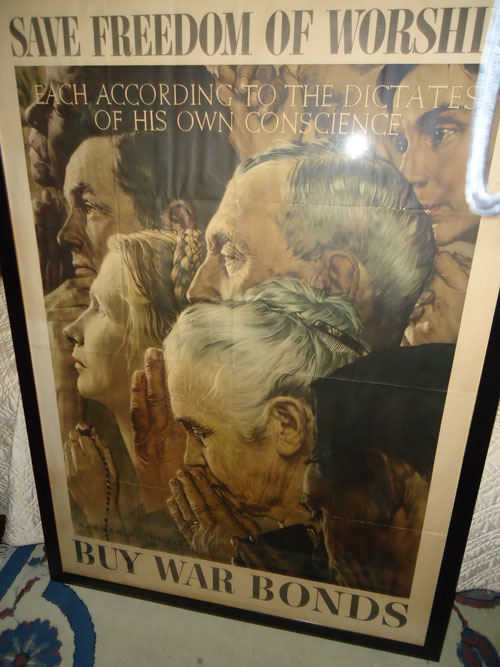 SAVE FREEDOM OF WORSHI
EACH ACCORDING TO THE DICTATES
OF HIS OWN CONSCIENCE
BUY WAR BONDS